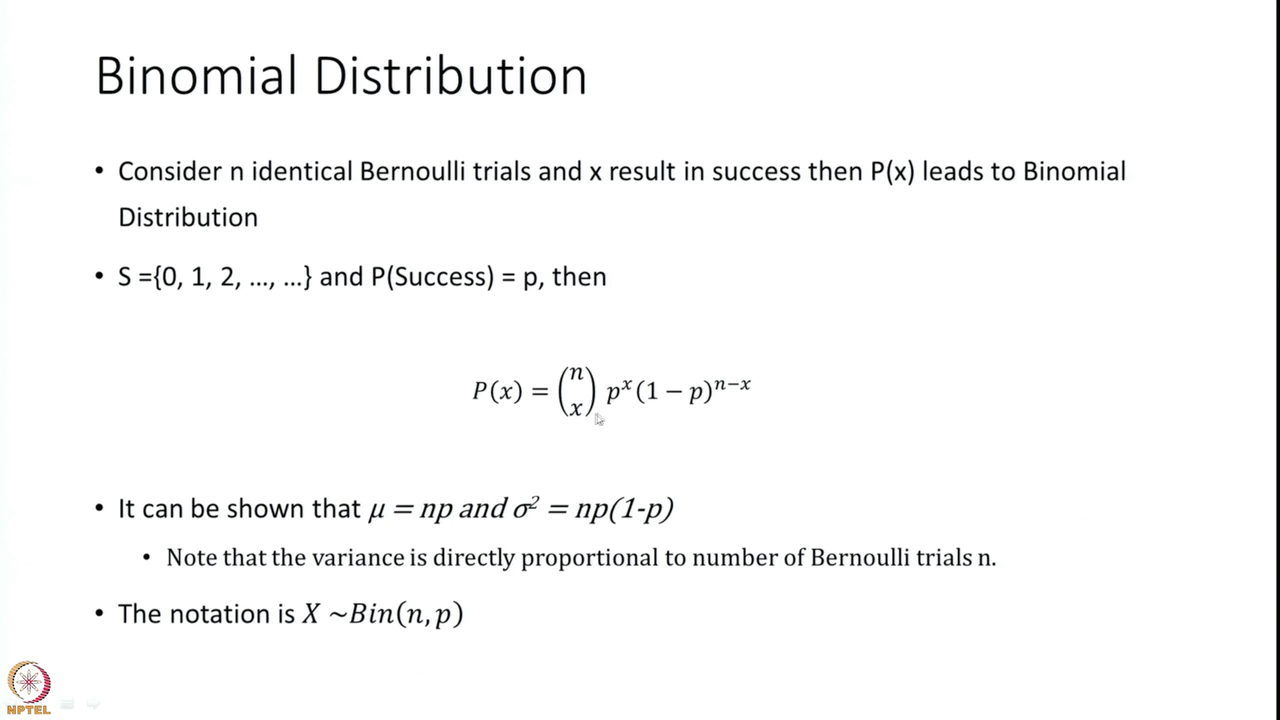 Binomial Distribution
• Consider n identical Bernoulli trials and x result in success then P(x) leads to Binomial
Distribution
• S ={0, 1, 2, …, …} and P(Success) = p, then
P(x) = (n x) pˣ(1 − p)ⁿ⁻ˣ
• It can be shown that μ = np and σ² = np(1-p)
• Note that the variance is directly proportional to number of Bernoulli trials n.
• The notation is X ~Bin(n, p)
NPTEL